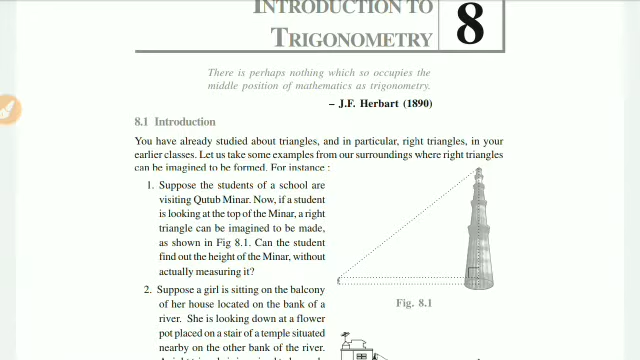 INTRODUCTION TO
TRIGONOMETRY
8
There is perhaps nothing which so occupies the
middle position of mathematics as trigonometry.
– J.F. Herbart (1890)
8.1 Introduction
You have already studied about triangles, and in particular, right triangles, in your
earlier classes. Let us take some examples from our surroundings where right triangles
can be imagined to be formed. For instance :
1. Suppose the students of a school are
visiting Qutub Minar. Now, if a student
is looking at the top of the Minar, a right
triangle can be imagined to be made,
as shown in Fig 8.1. Can the student
find out the height of the Minar, without
actually measuring it?
Fig. 8.1
2. Suppose a girl is sitting on the balcony
of her house located on the bank of a
river. She is looking down at a flower
pot placed on a stair of a temple situated
nearby on the other bank of the river.